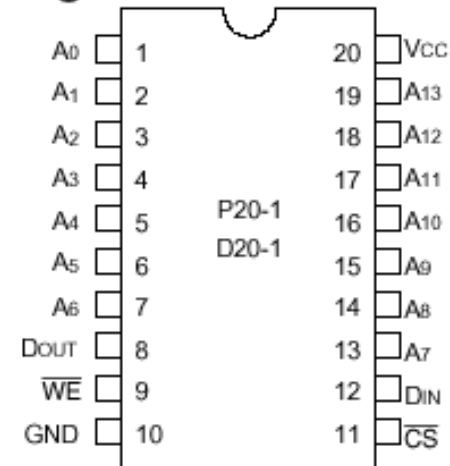 A0 1 20 VCC
A1 2 19 A13
A2 3 18 A12
A3 4 17 A11
A4 5 P20-1 16 A10
A5 6 D20-1 15 A9
A6 7 14 A8
DOUT 8 13 A7
W̅E̅ 9 12 DIN
GND 10 11 C̅S̅